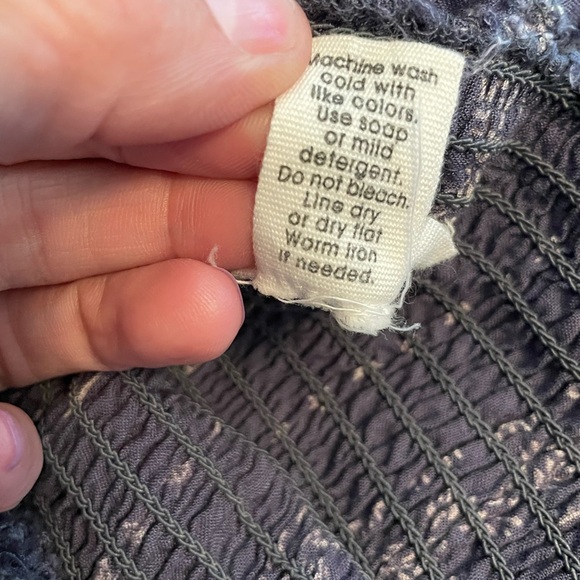 Machine wash
cold with
like colors.
Use soap
or mild
detergent.
Do not bleach.
Line dry
or dry flat
Warm iron
if needed.